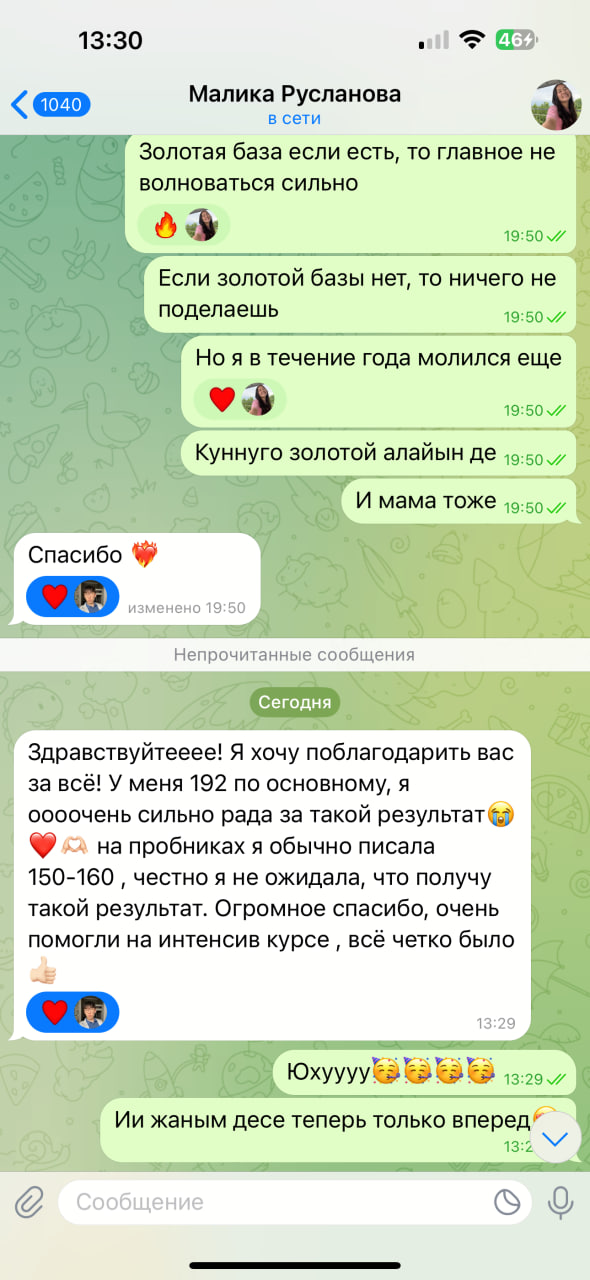 13:30
46
1040
Малика Русланова
в сети
Золотая база если есть, то главное не
волноваться сильно
🔥
19:50
Если золотой базы нет, то ничего не
поделаешь
19:50
Но я в течение года молился еще
❤️
19:50
Куннуго золотой алайын де 19:50
И мама тоже 19:50
Спасибо ❤️‍🔥
❤️
изменено 19:50
Непрочитанные сообщения
Сегодня
Здравствуйтееее! Я хочу поблагодарить вас
за всё! У меня 192 по основному, я
оооочень сильно рада за такой результат😭
❤️🫶🏻 на пробниках я обычно писала
150-160 , честно я не ожидала, что получу
такой результат. Огромное спасибо, очень
помогли на интенсив курсе , всё четко было
👍🏻
❤️
13:29
Юхуууу🥳🥳🥳🥳 13:29
Ии жаным десе теперь только вперед
Сообщение